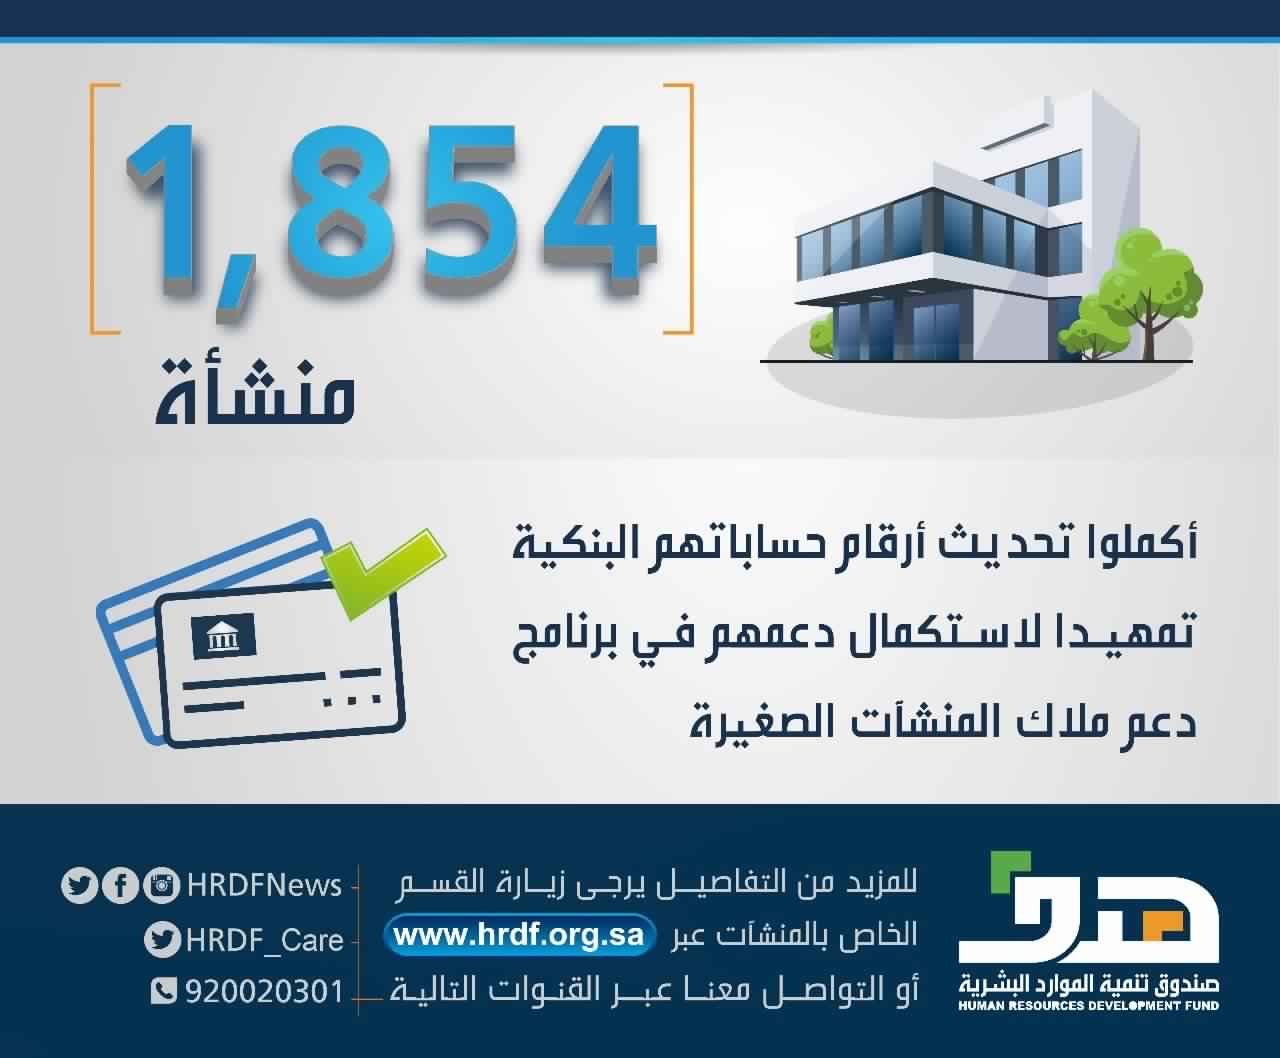 1,854
منشأة
أكملوا تحديث أرقام حساباتهم البنكية
تمهيدا لاستكمال دعمهم في برنامج
دعم ملاك المنشآت الصغيرة
هدف
صندوق تنمية الموارد البشرية
HUMAN RESOURCES DEVELOPMENT FUND
للمزيد من التفاصيل يرجى زيارة القسم
الخاص بالمنشآت عبر www.hrdf.org.sa
أو التواصل معنا عبر القنوات التالية
HRDFNews
HRDF_Care
920020301